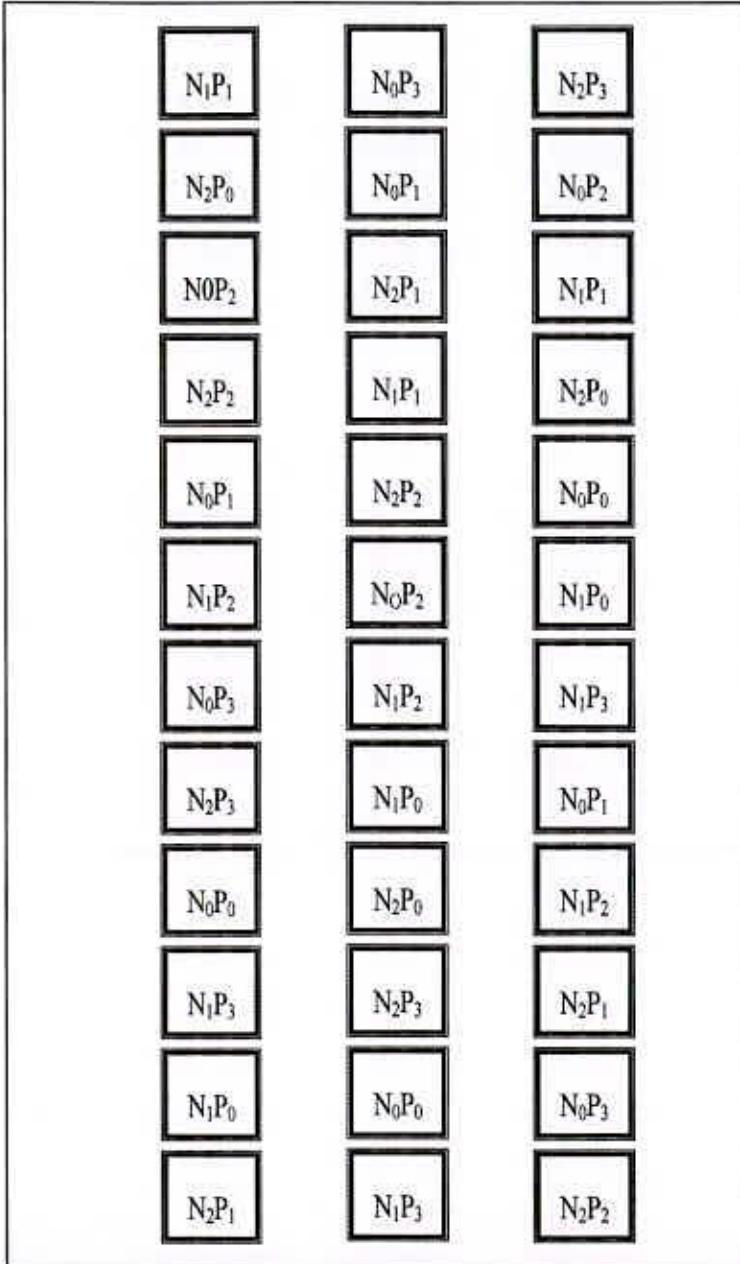 N₁P₁ N₀P₃ N₂P₃
N₂P₀ N₀P₁ N₀P₂
N0P₂ N₂P₁ N₁P₁
N₂P₂ N₁P₁ N₂P₀
N₀P₁ N₂P₂ N₀P₀
N₁P₂ N_OP₂ N₁P₀
N₀P₃ N₁P₂ N₁P₃
N₂P₃ N₁P₀ N₀P₁
N₀P₀ N₂P₀ N₁P₂
N₁P₃ N₂P₃ N₂P₁
N₁P₀ N₀P₀ N₀P₃
N₂P₁ N₁P₃ N₂P₂